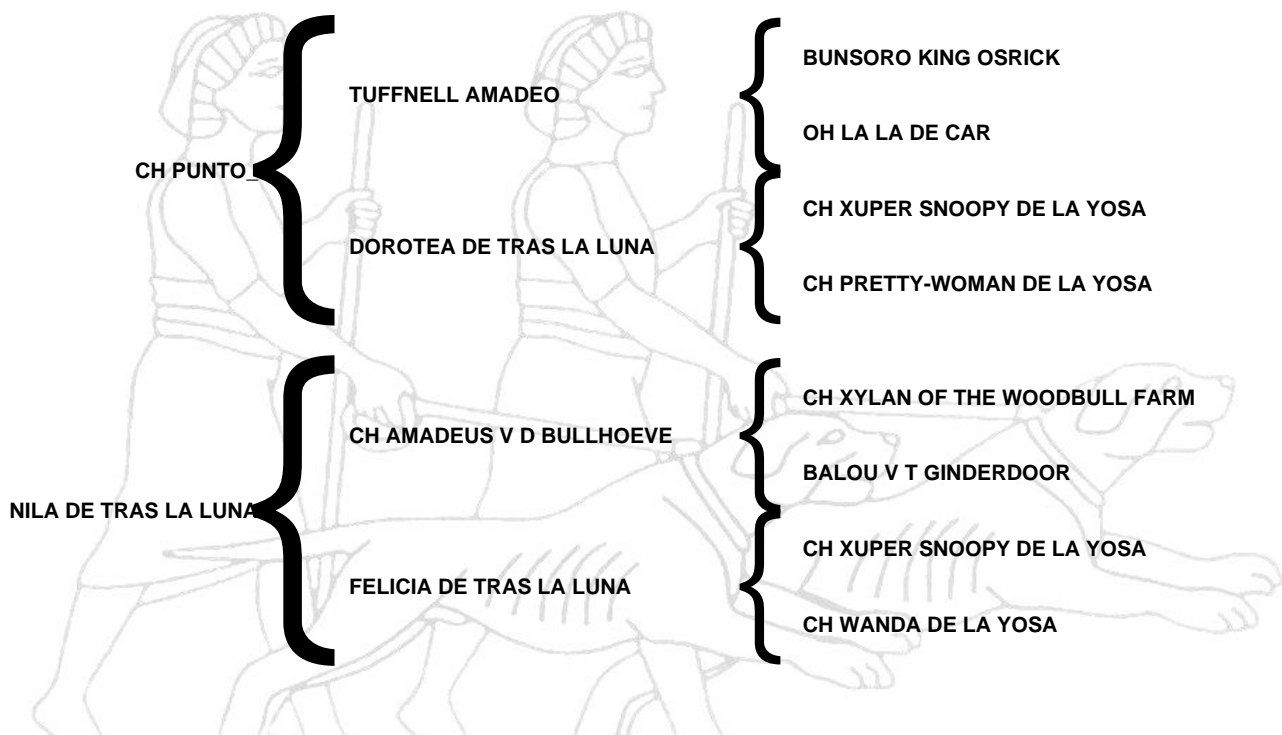 BUNSORO KING OSRICK
TUFFNELL AMADEO
OH LA LA DE CAR
CH PUNTO_
CH XUPER SNOOPY DE LA YOSA
DOROTEA DE TRAS LA LUNA
CH PRETTY-WOMAN DE LA YOSA
CH XYLAN OF THE WOODBULL FARM
CH AMADEUS V D BULLHOEVE
BALOU V T GINDERDOOR
NILA DE TRAS LA LUNA
CH XUPER SNOOPY DE LA YOSA
FELICIA DE TRAS LA LUNA
CH WANDA DE LA YOSA